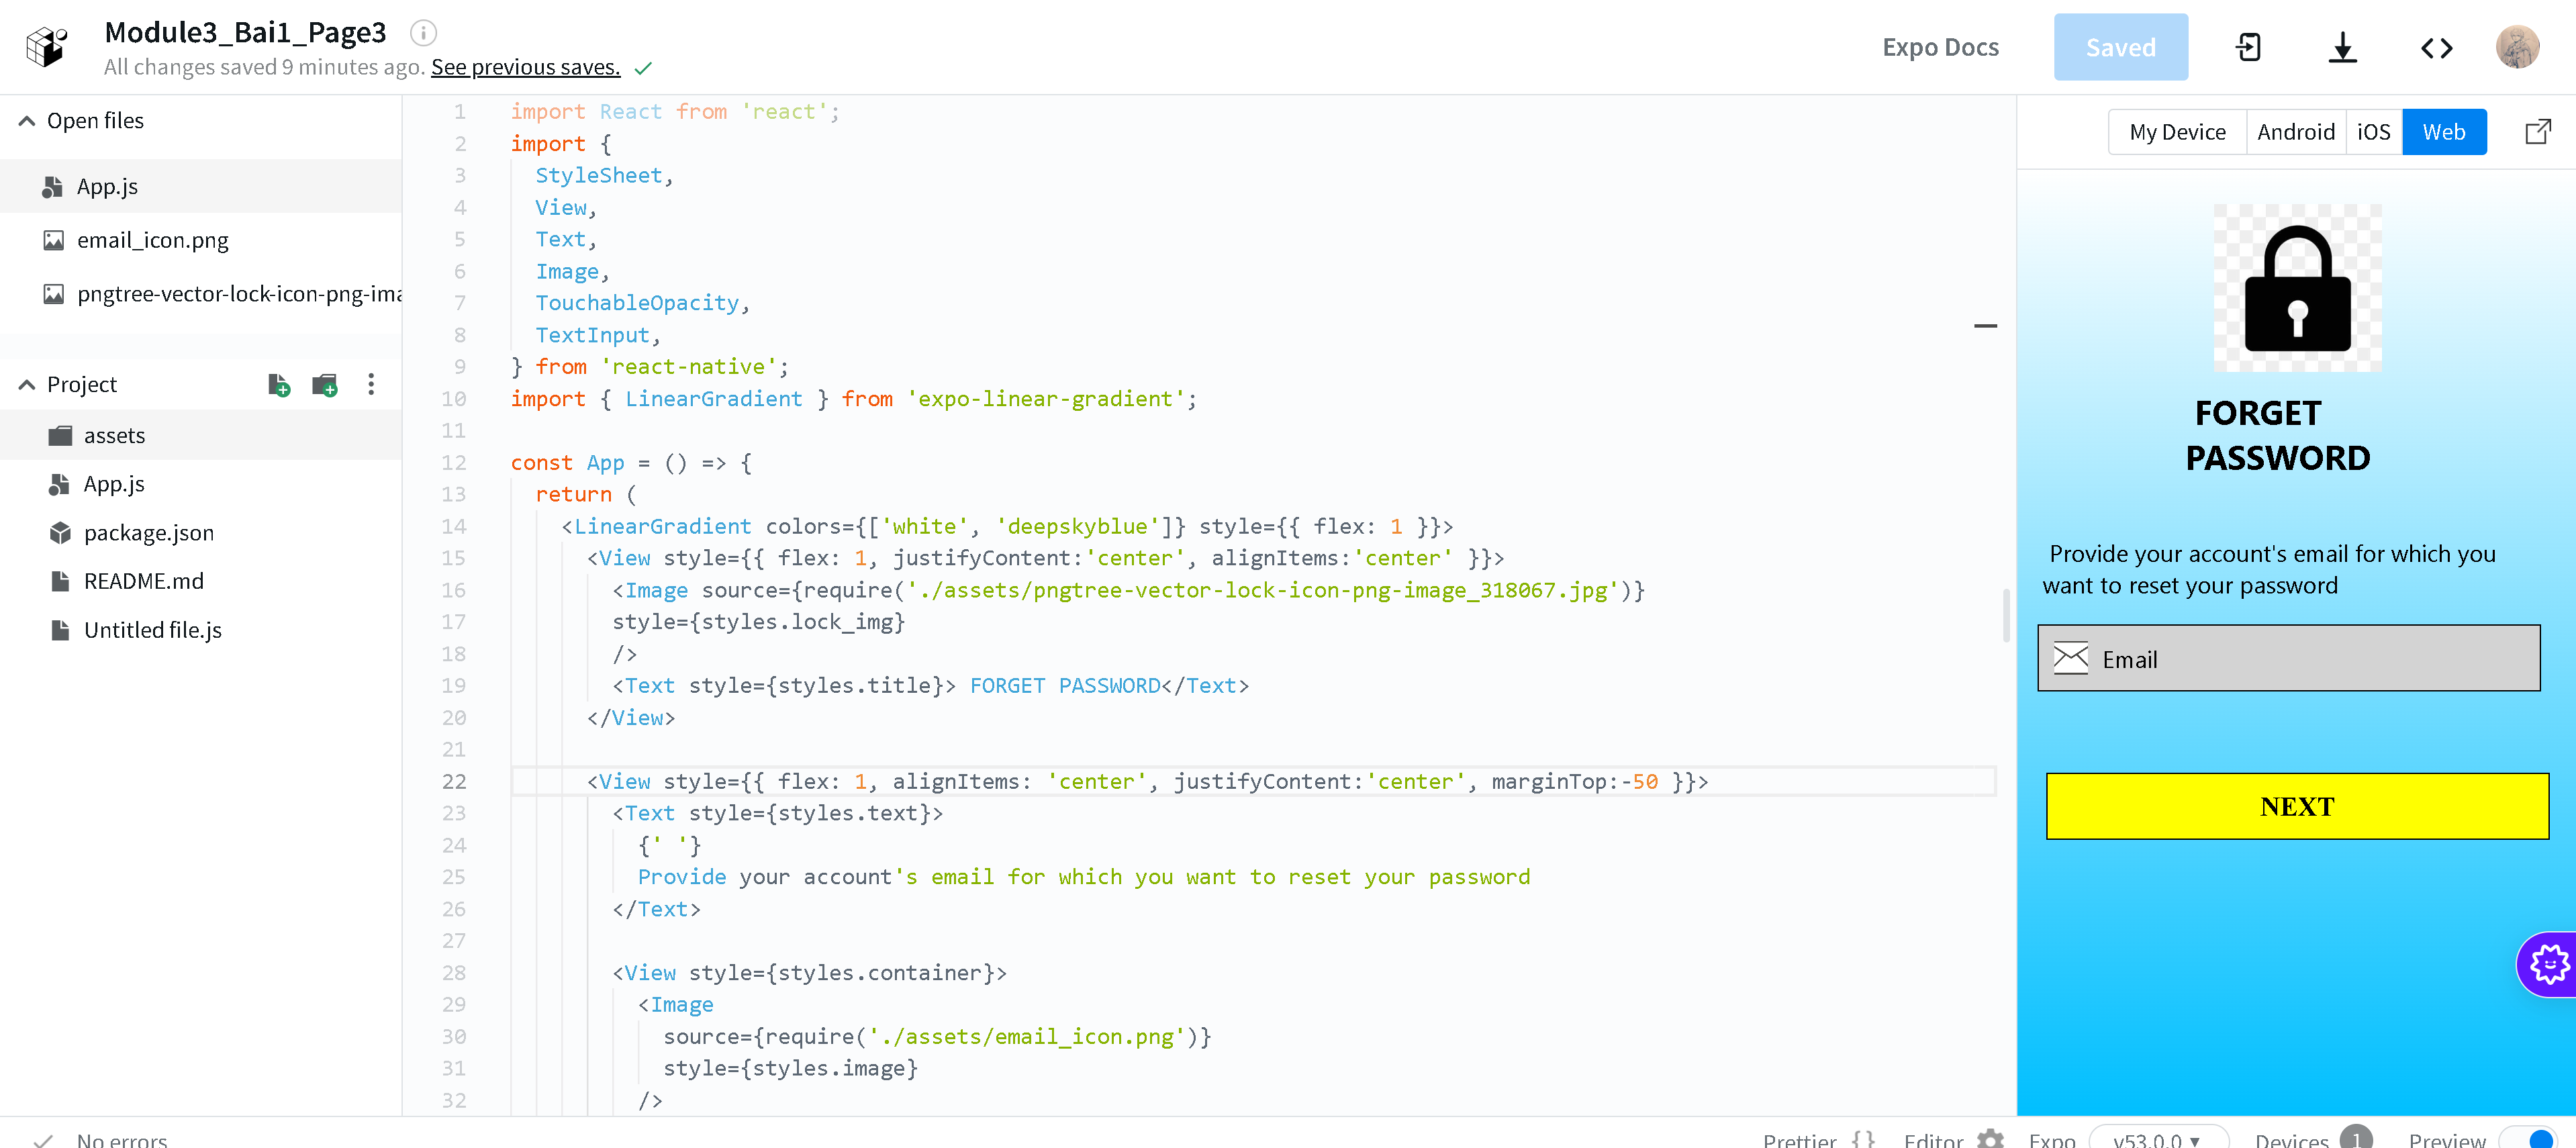 Module3_Bai1_Page3
All changes saved 9 minutes ago. See previous saves.
Expo Docs
Saved
Open files
App.js
email_icon.png
pngtree-vector-lock-icon-png-ima
Project
assets
App.js
package.json
README.md
Untitled file.js
1 import React from 'react';
2 import {
3 StyleSheet,
4 View,
5 Text,
6 Image,
7 TouchableOpacity,
8 TextInput,
9 } from 'react-native';
10 import { LinearGradient } from 'expo-linear-gradient';
11
12 const App = () => {
13 return (
14 <LinearGradient colors={['white', 'deepskyblue']} style={{ flex: 1 }}>
15 <View style={{ flex: 1, justifyContent:'center', alignItems:'center' }}>
16 <Image source={require('./assets/pngtree-vector-lock-icon-png-image_318067.jpg')}
17 style={styles.lock_img}
18 />
19 <Text style={styles.title}> FORGET PASSWORD</Text>
20 </View>
21
22 <View style={{ flex: 1, alignItems: 'center', justifyContent:'center', marginTop:-50 }}>
23 <Text style={styles.text}>
24 {' '}
25 Provide your account's email for which you want to reset your password
26 </Text>
27
28 <View style={styles.container}>
29 <Image
30 source={require('./assets/email_icon.png')}
31 style={styles.image}
32 />
My Device
Android
iOS
Web
FORGET
PASSWORD
Provide your account's email for which you
want to reset your password
Email
NEXT
No errors
Prettier {}
Editor
Expo
v53.0.0
Devices 1
Preview